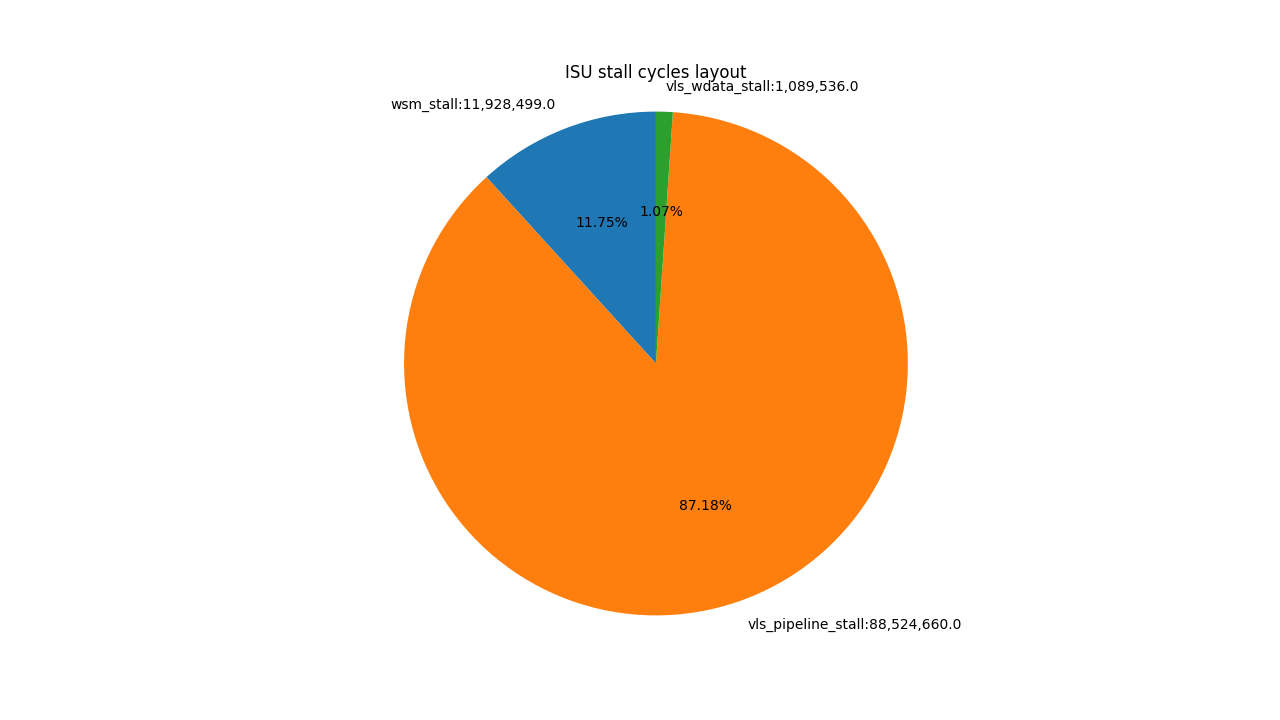 ISU stall cycles layout
vls_wdata_stall:1,089,536.0
wsm_stall:11,928,499.0
1.07%
11.75%
87.18%
vls_pipeline_stall:88,524,660.0